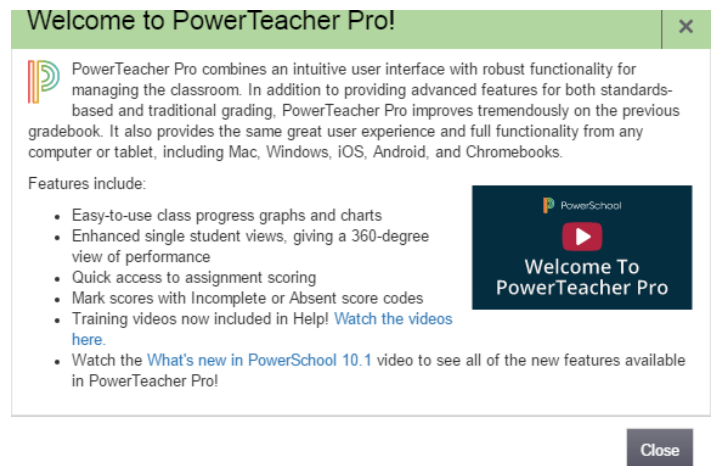 Welcome to PowerTeacher Pro!
×
PowerTeacher Pro combines an intuitive user interface with robust functionality for
managing the classroom. In addition to providing advanced features for both standards-
based and traditional grading, PowerTeacher Pro improves tremendously on the previous
gradebook. It also provides the same great user experience and full functionality from any
computer or tablet, including Mac, Windows, iOS, Android, and Chromebooks.
Features include:
• Easy-to-use class progress graphs and charts
• Enhanced single student views, giving a 360-degree
view of performance
• Quick access to assignment scoring
• Mark scores with Incomplete or Absent score codes
• Training videos now included in Help! Watch the videos
here.
• Watch the What's new in PowerSchool 10.1 video to see all of the new features available
in PowerTeacher Pro!
PowerSchool
Welcome To
PowerTeacher Pro
Close